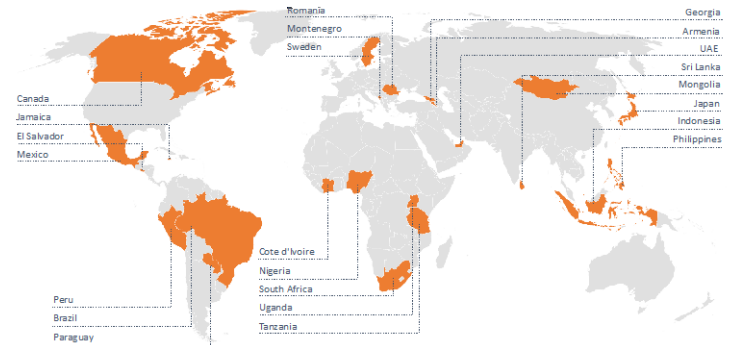 Romania
Montenegro
Sweden
Georgia
Armenia
UAE
Sri Lanka
Mongolia
Japan
Indonesia
Philippines
Canada
Jamaica
El Salvador
Mexico
Cote d'Ivoire
Nigeria
South Africa
Uganda
Tanzania
Peru
Brazil
Paraguay